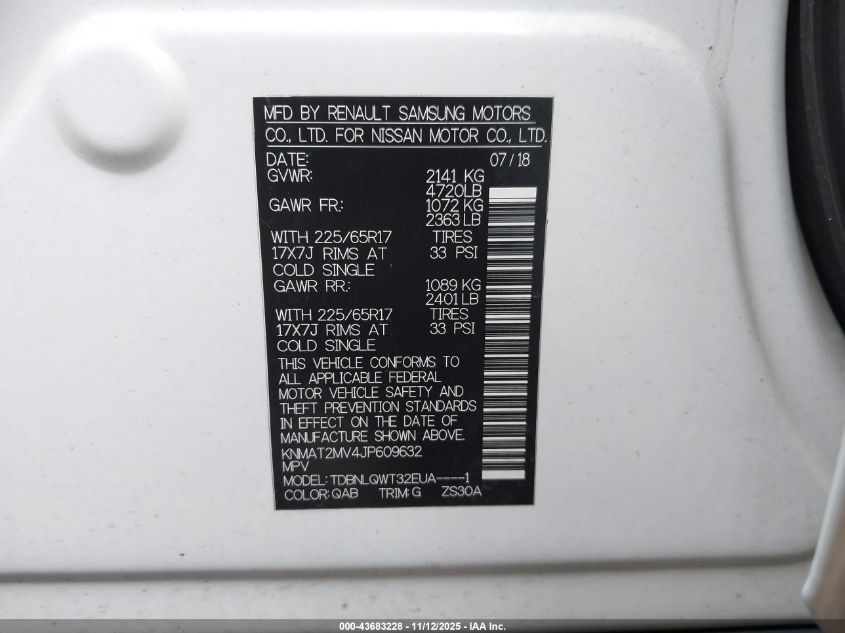 MFD BY RENAULT SAMSUNG MOTORS
CO., LTD. FOR NISSAN MOTOR CO., LTD.
DATE: 07/18
GVWR: 2141 KG
4720LB
GAWR FR.: 1072 KG
2363 LB
WITH 225/65R17 TIRES
17X7J RIMS AT 33 PSI
COLD SINGLE
GAWR RR.: 1089 KG
2401 LB
WITH 225/65R17 TIRES
17X7J RIMS AT 33 PSI
COLD SINGLE
THIS VEHICLE CONFORMS TO
ALL APPLICABLE FEDERAL
MOTOR VEHICLE SAFETY AND
THEFT PREVENTION STANDARDS
IN EFFECT ON THE DATE OF
MANUFACTURE SHOWN ABOVE.
KNMAT2MV4JP609632
MPV
MODEL: TDBNLQWT32EUA----1
COLOR: QAB TRIM: G ZS30A
000-43683228 - 11/12/2025 - IAA Inc.